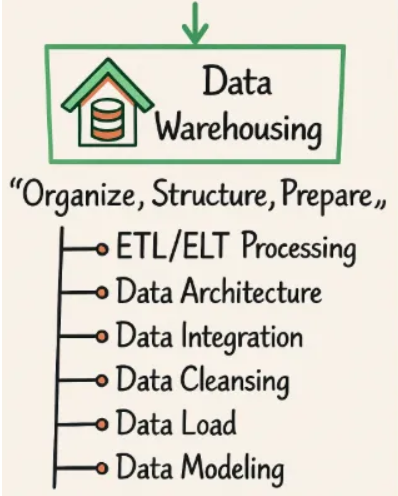 Data
Warehousing
“Organize, Structure, Prepare„
ETL/ELT Processing
Data Architecture
Data Integration
Data Cleansing
Data Load
Data Modeling